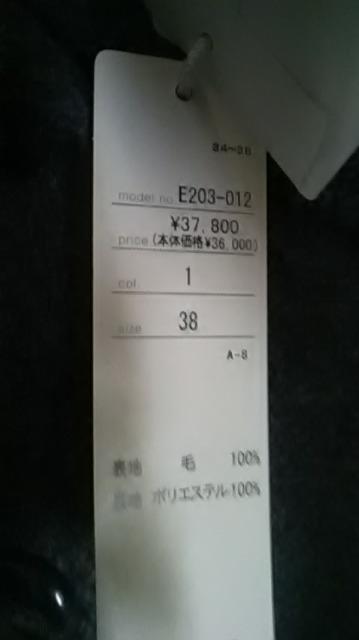 34~38
model no. E203-012
¥37,800
price (本体価格¥36,000)
col. 1
size 38
A-8
表地 毛 100%
裏地 ポリエステル100%